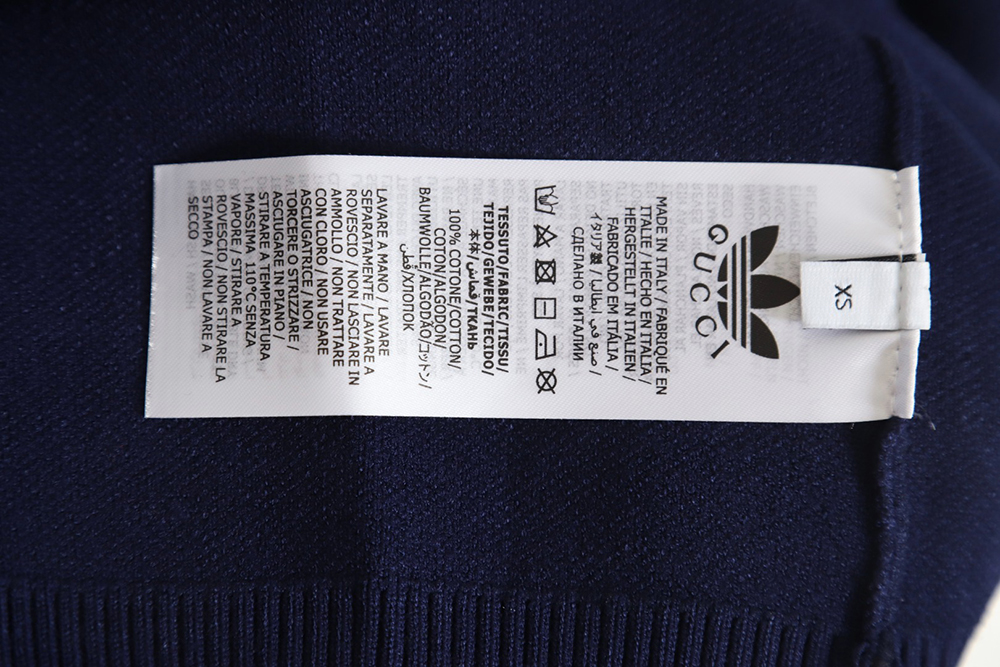 XS
GUCCI
MADE IN ITALY / FABRIQUÉ EN
ITALIE / HECHO EN ITALIA /
HERGESTELLT IN ITALIEN /
FABRICADO EM ITÁLIA /
イタリア製 / صنع في ايطاليا /
СДЕЛАНО В ИТАЛИИ
TESSUTO/FABRIC/TISSU/
TEJIDO/GEWEBE/TECIDO/
本体/قماش/ТКАНЬ
100% COTONE/COTTON/
COTON/ALGODON/
BAUMWOLLE/ALGODÃO/コットン/
قُطْن/ХЛОПОК
LAVARE A MANO / LAVARE
SEPARATAMENTE / LAVARE A
ROVESCIO / NON LASCIARE IN
AMMOLLO / NON TRATTARE
CON CLORO / NON USARE
ASCIUGATRICE / NON
TORCERE O STRIZZARE /
ASCIUGARE IN PIANO /
STIRARE A TEMPERATURA
MASSIMA 110°C SENZA
VAPORE / STIRARE A
ROVESCIO / NON STIRARE LA
STAMPA / NON LAVARE A
SECCO